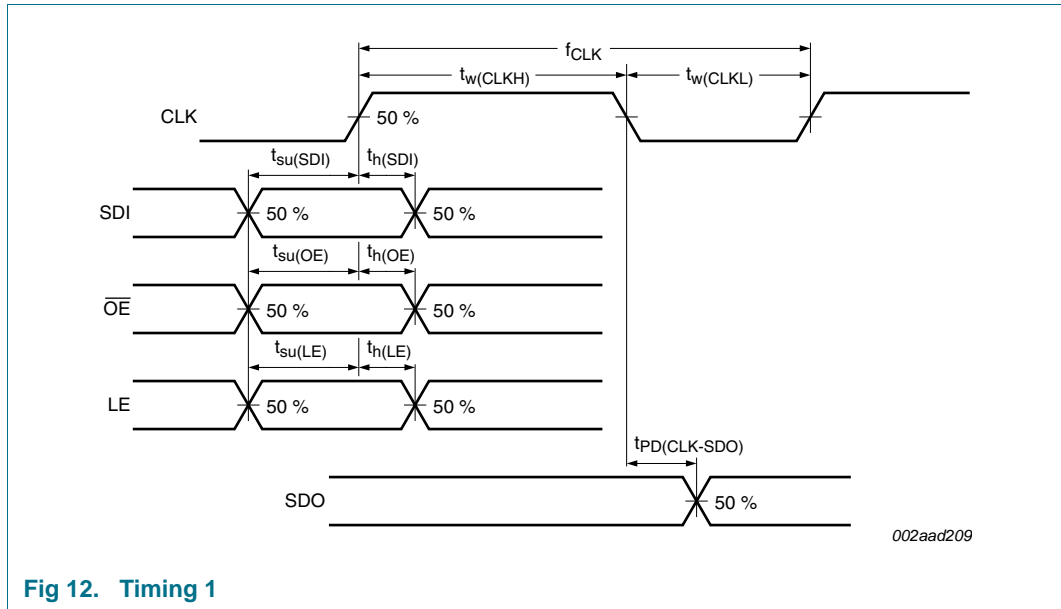 fCLK
tw(CLKH) tw(CLKL)
CLK 50 %
tsu(SDI) th(SDI)
SDI 50 % 50 %
tsu(OE) th(OE)
OE 50 % 50 %
tsu(LE) th(LE)
LE 50 % 50 %
tPD(CLK-SDO)
SDO 50 %
002aad209
Fig 12. Timing 1